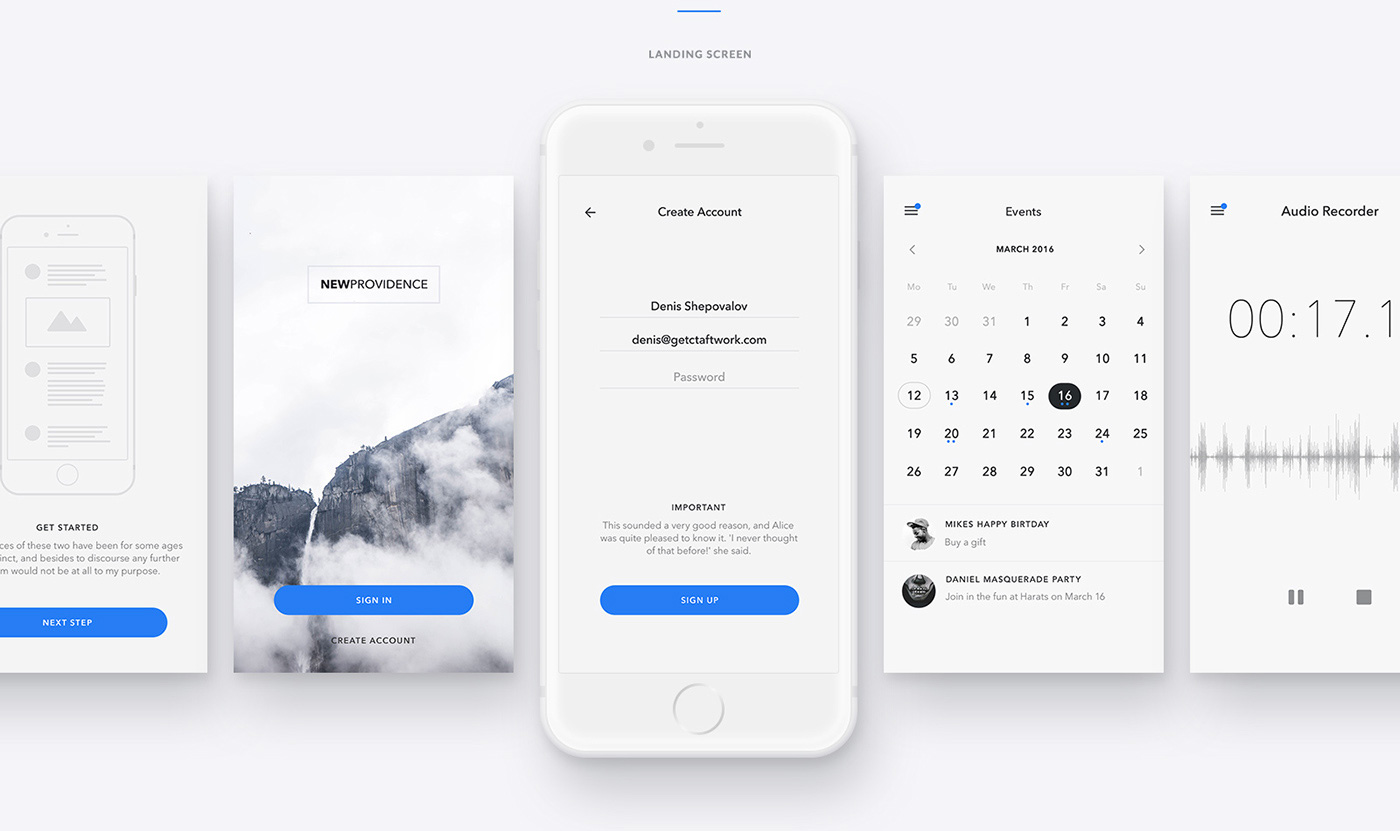 LANDING SCREEN
GET STARTED
ces of these two have been for some ages
inct, and besides to discourse any further
m would not be at all to my purpose.
NEXT STEP
NEWPROVIDENCE
SIGN IN
CREATE ACCOUNT
Create Account
Denis Shepovalov
denis@getctaftwork.com
Password
IMPORTANT
This sounded a very good reason, and Alice
was quite pleased to know it. 'I never thought
of that before!' she said.
SIGN UP
Events
MARCH 2016
Mo Tu We Th Fr Sa Su
29 30 31 1 2 3 4
5 6 7 8 9 10 11
12 13 14 15 16 17 18
19 20 21 22 23 24 25
26 27 28 29 30 31 1
MIKES HAPPY BIRTDAY
Buy a gift
DANIEL MASQUERADE PARTY
Join in the fun at Harats on March 16
Audio Recorder
00:17.1